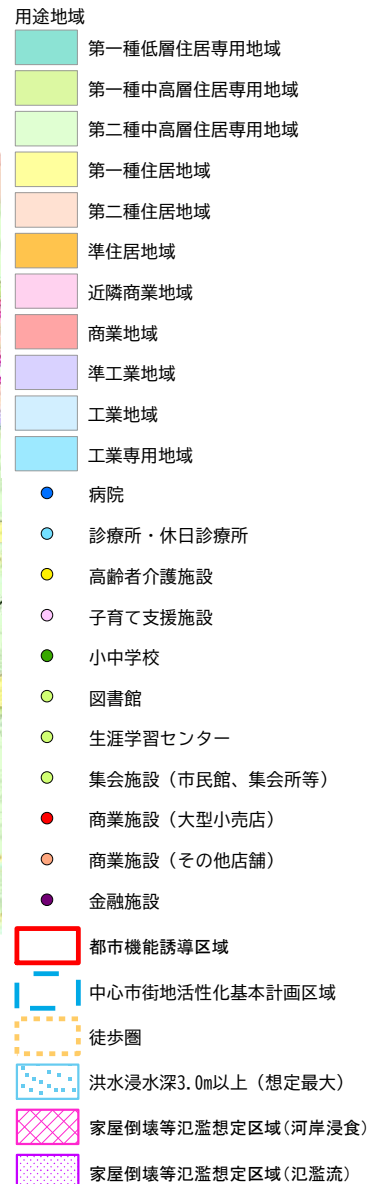 用途地域
第一種低層住居専用地域
第一種中高層住居専用地域
第二種中高層住居専用地域
第一種住居地域
第二種住居地域
準住居地域
近隣商業地域
商業地域
準工業地域
工業地域
工業専用地域
病院
診療所・休日診療所
高齢者介護施設
子育て支援施設
小中学校
図書館
生涯学習センター
集会施設（市民館、集会所等）
商業施設（大型小売店）
商業施設（その他店舗）
金融施設
都市機能誘導区域
中心市街地活性化基本計画区域
徒歩圏
洪水浸水深3.0m以上（想定最大）
家屋倒壊等氾濫想定区域(河岸浸食)
家屋倒壊等氾濫想定区域(氾濫流)